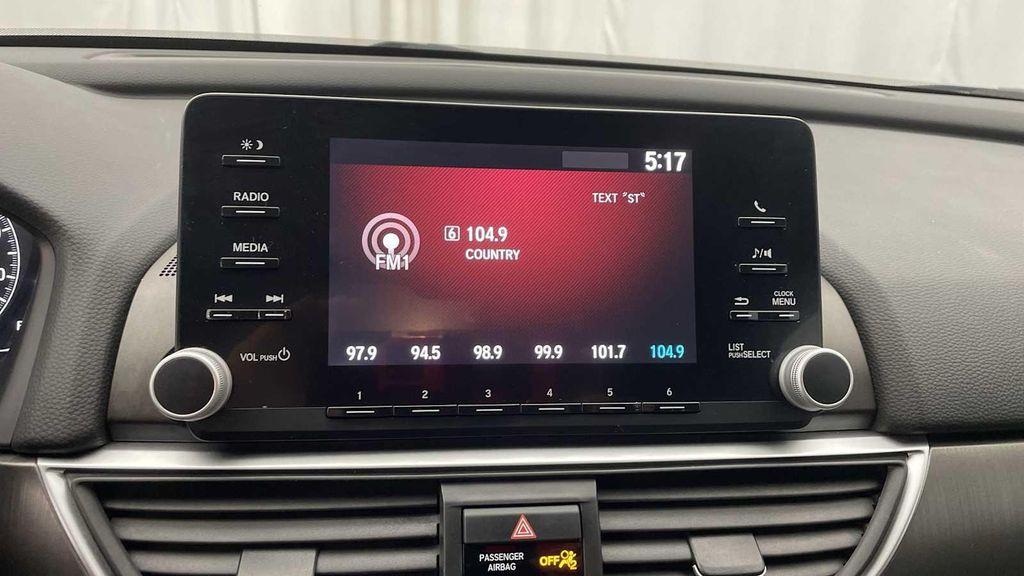 5:17
TEXT "ST"
RADIO
6 104.9
FM1
COUNTRY
MEDIA
CLOCK
MENU
VOL PUSH
97.9 94.5 98.9 99.9 101.7 104.9
LIST
PUSH SELECT
1 2 3 4 5 6
0
F
PASSENGER
AIRBAG
OFF 2